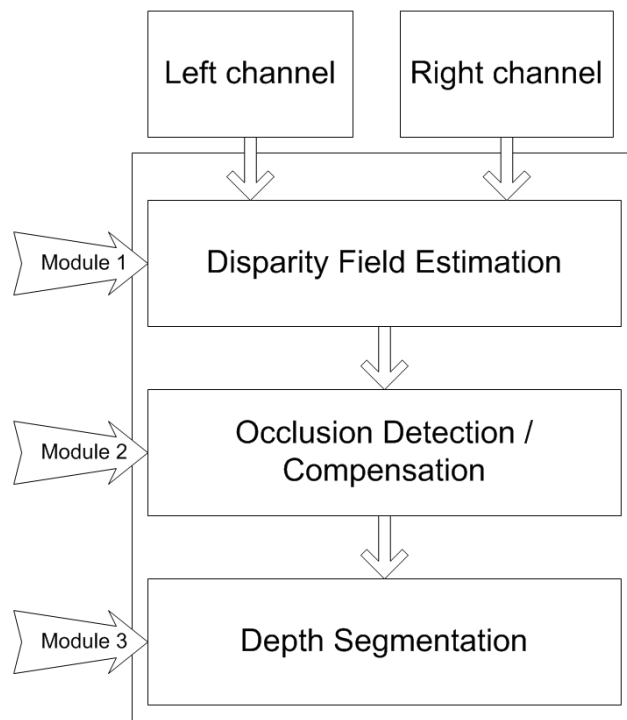 Left channel
Right channel
Module 1
Disparity Field Estimation
Module 2
Occlusion Detection /
Compensation
Module 3
Depth Segmentation